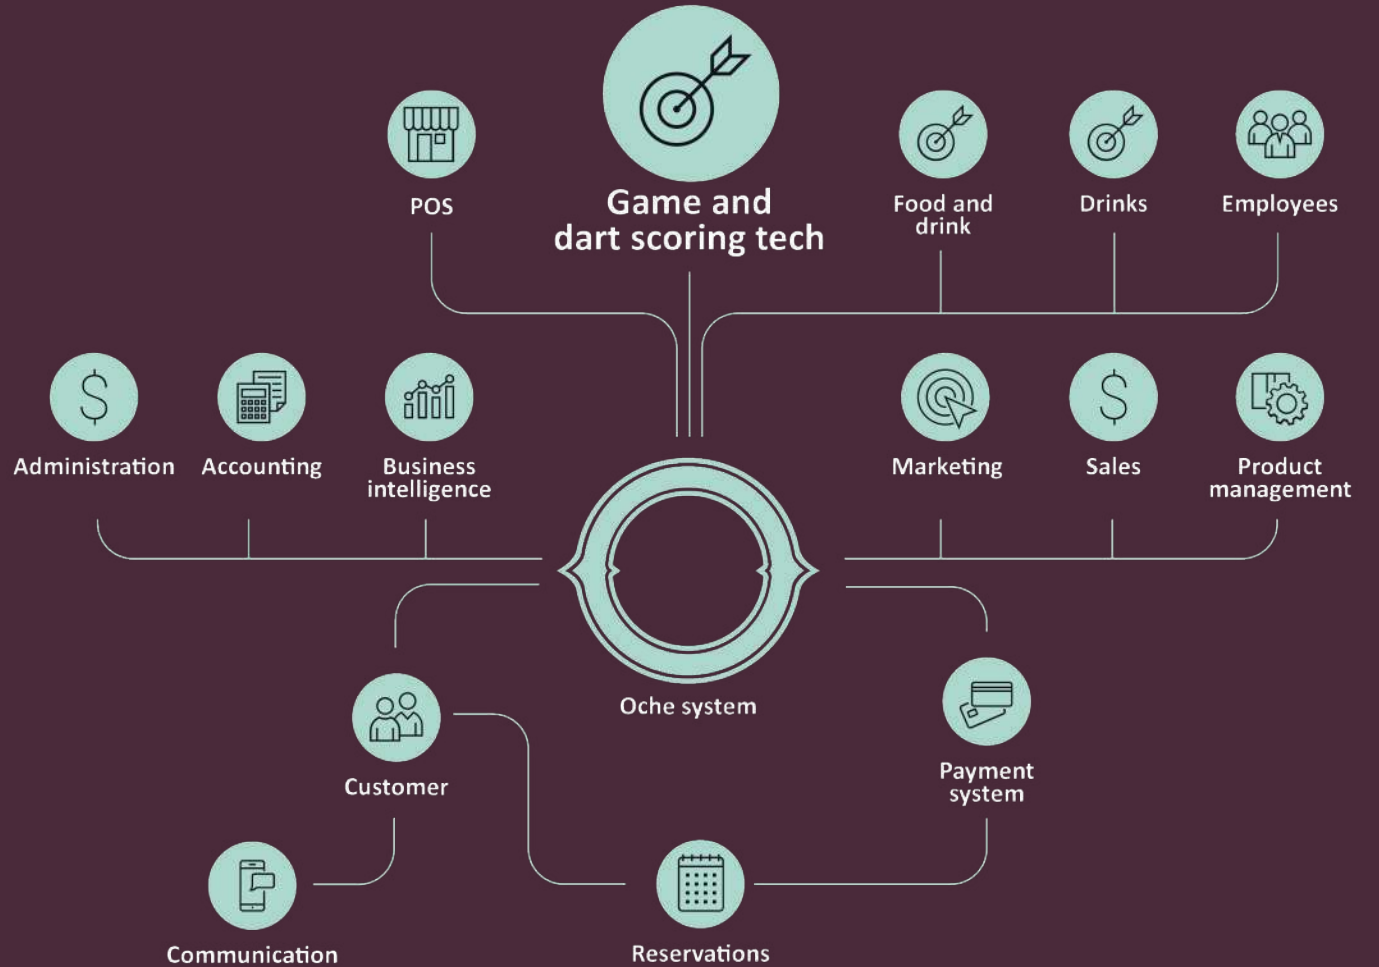 POS
Game and
dart scoring tech
Food and
drink
Drinks
Employees
Administration
Accounting
Business
intelligence
Marketing
Sales
Product
management
Oche system
Customer
Payment
system
Communication
Reservations